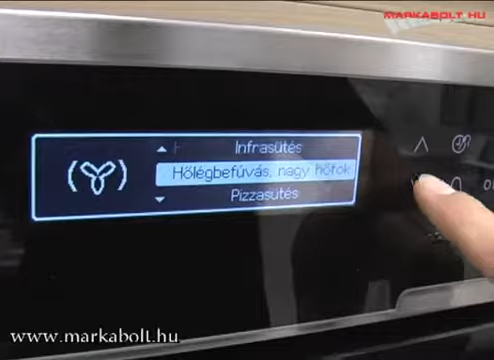 MARKABOLT HU
Infrasütés
Hőlégbefúvás, nagy hőfok
Pizzasütés
www.markabolt.hu